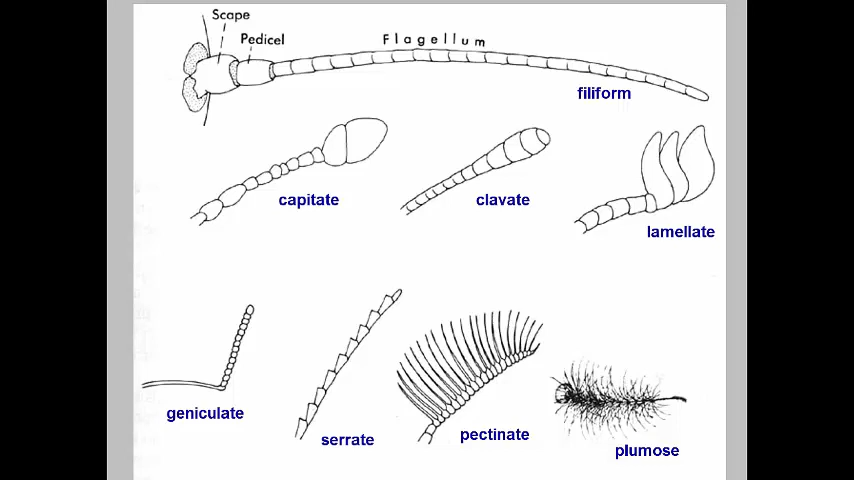 Scape
Pedicel
Flagellum
filiform
capitate
clavate
lamellate
geniculate
serrate
pectinate
plumose